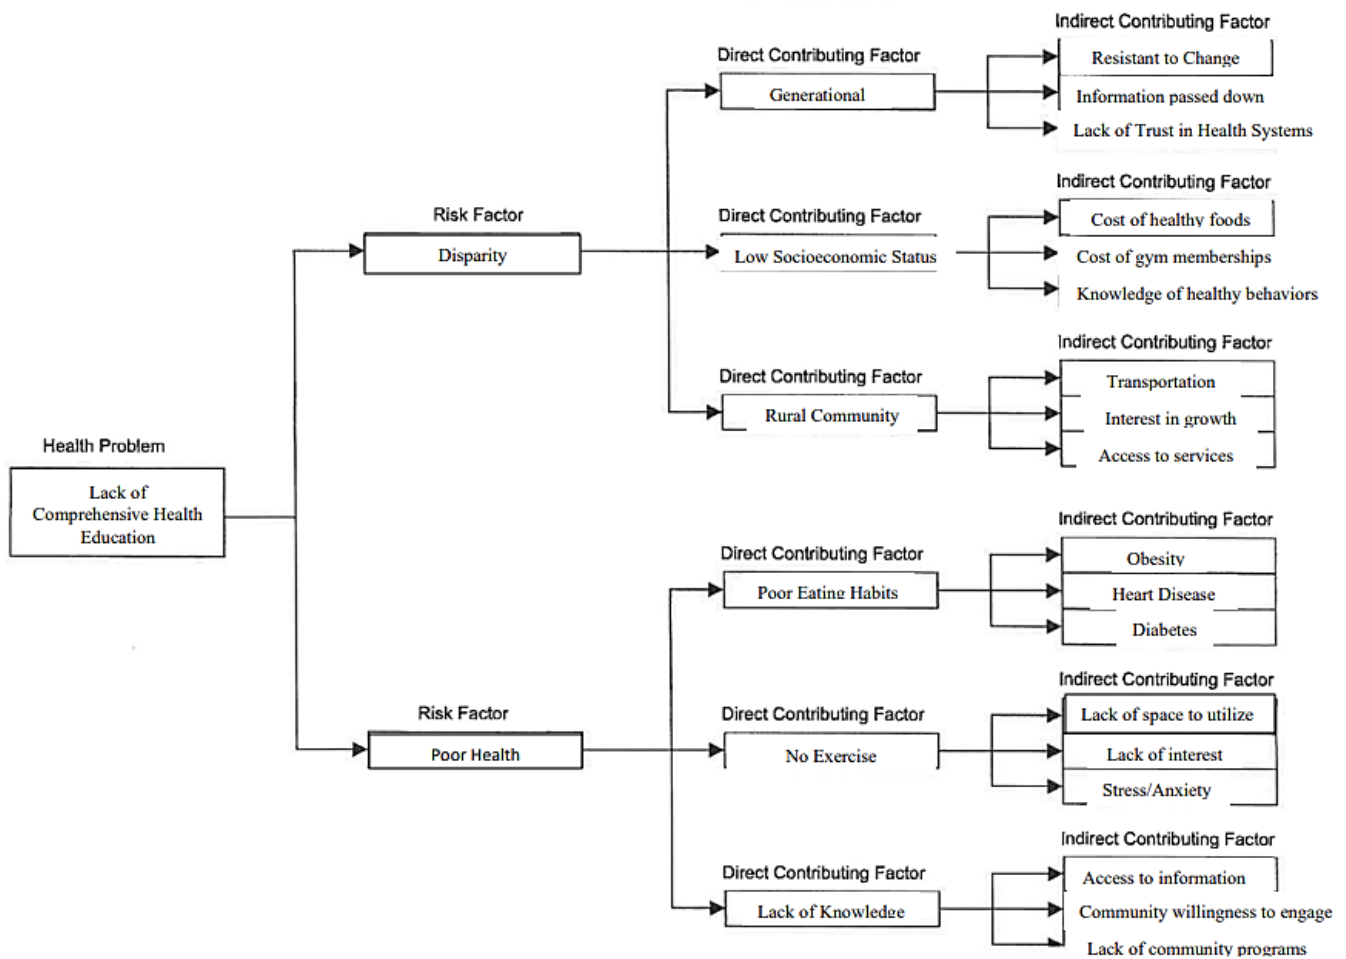 Indirect Contributing Factor
Direct Contributing Factor
Resistant to Change
Generational
Information passed down
Lack of Trust in Health Systems
Indirect Contributing Factor
Risk Factor
Direct Contributing Factor
Cost of healthy foods
Disparity
Low Socioeconomic Status
Cost of gym memberships
Knowledge of healthy behaviors
Indirect Contributing Factor
Direct Contributing Factor
Transportation
Rural Community
Interest in growth
Access to services
Health Problem
Lack of
Comprehensive Health
Education
Indirect Contributing Factor
Direct Contributing Factor
Obesity
Poor Eating Habits
Heart Disease
Diabetes
Indirect Contributing Factor
Risk Factor
Direct Contributing Factor
Lack of space to utilize
Poor Health
No Exercise
Lack of interest
Stress/Anxiety
Indirect Contributing Factor
Direct Contributing Factor
Access to information
Lack of Knowledge
Community willingness to engage
Lack of community programs